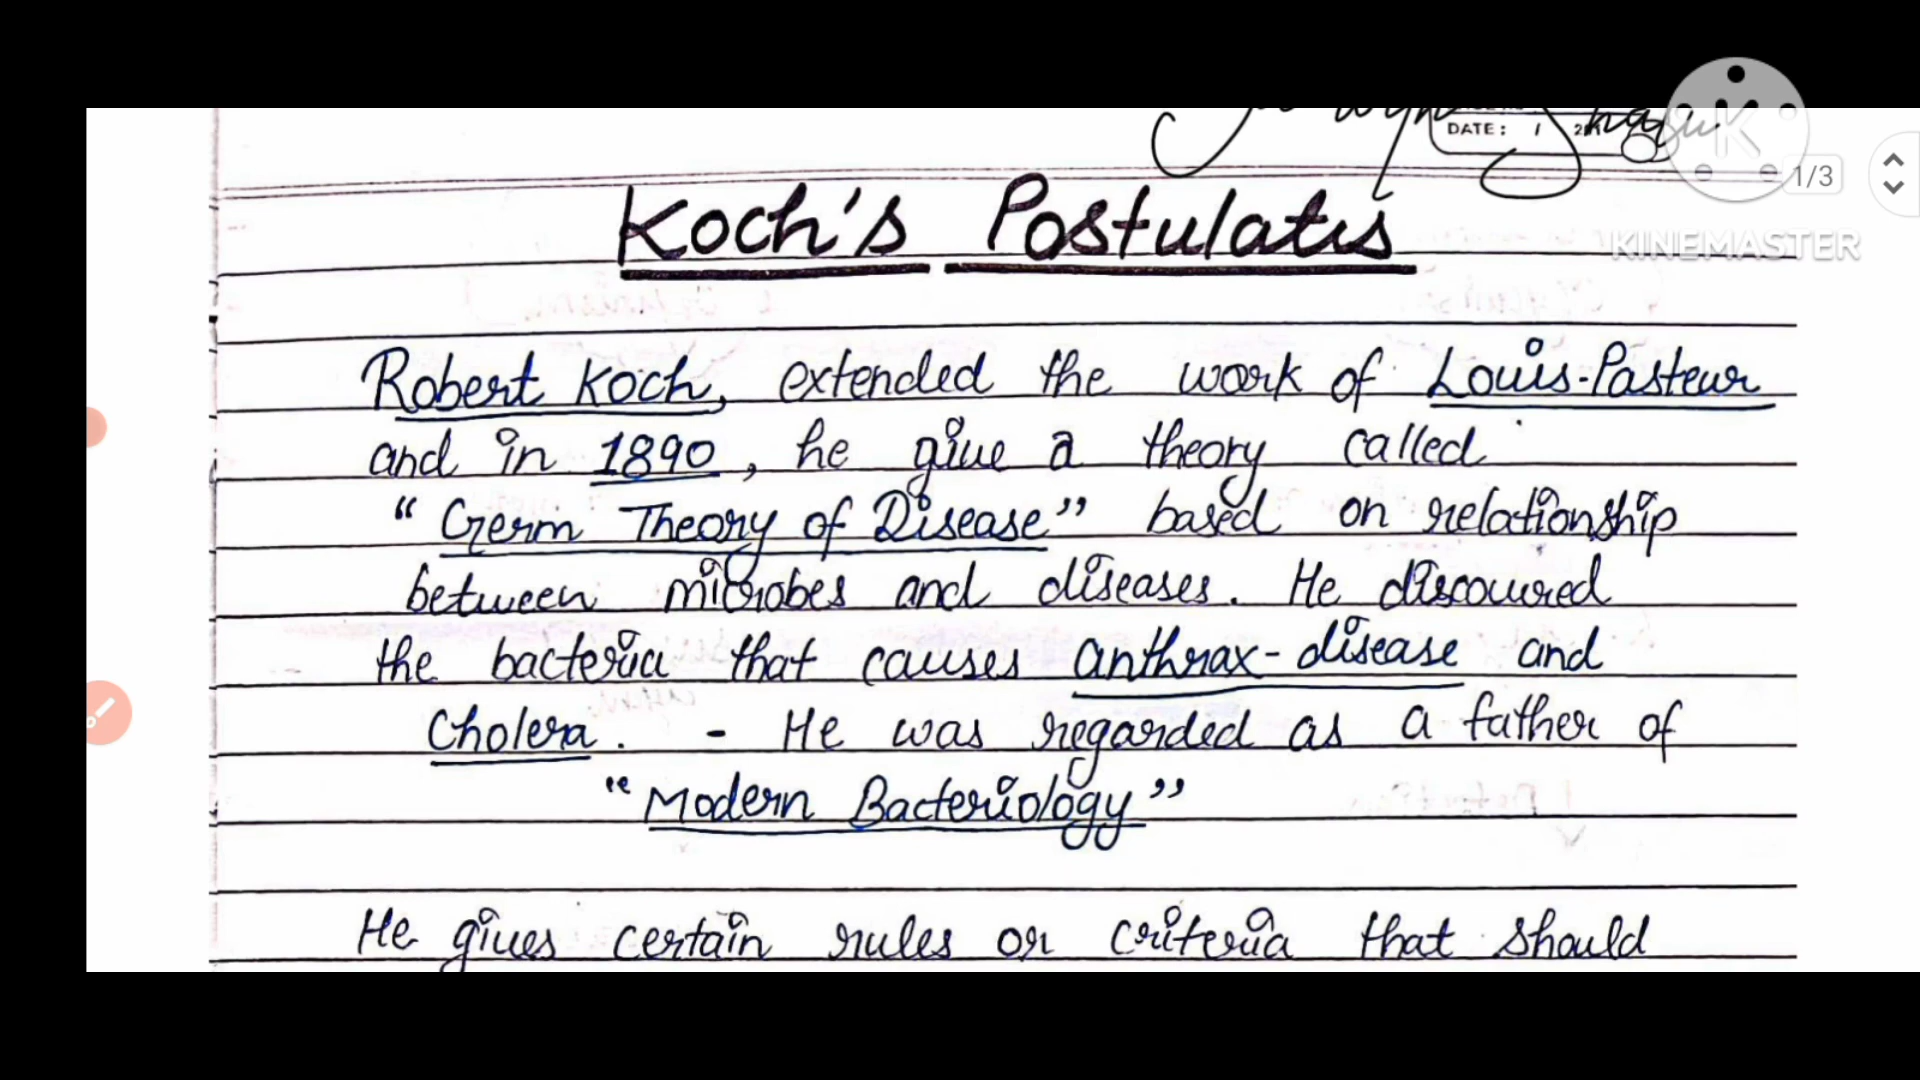 DATE: /
1/3
KINEMASTER
Koch's Postulates
Robert Koch, extended the work of Louis-Pasteur
and in 1890, he give a theory called
"Germ Theory of Disease" based on relationship
between microbes and diseases. He discovered
the bacteria that causes anthrax-disease and
Cholera. - He was regarded as a father of
"Modern Bacteriology"
He gives certain rules or criteria that should